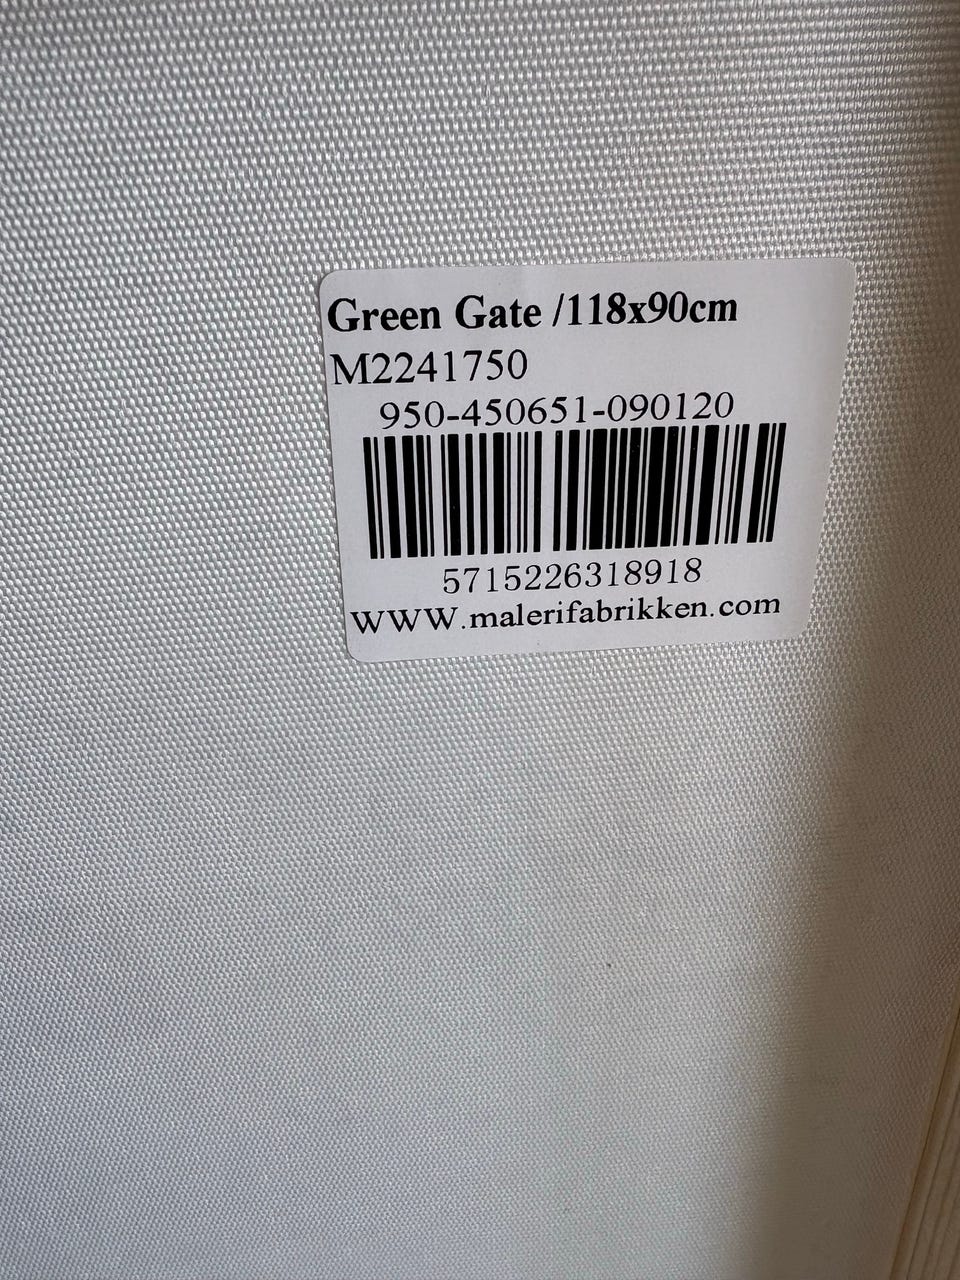 Green Gate /118x90cm
M2241750
950-450651-090120
5715226318918
WWW.malerifabrikken.com